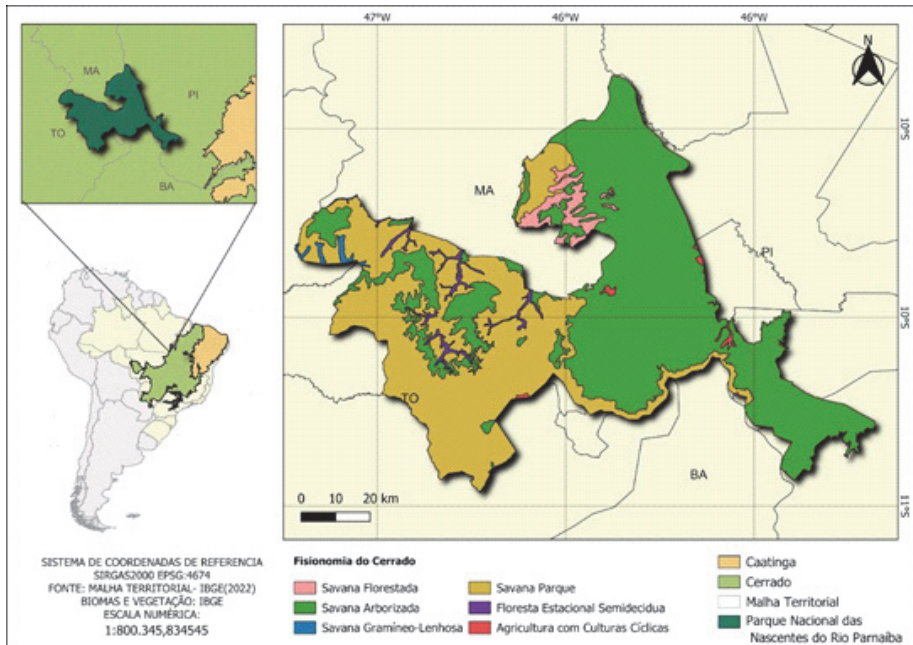 MA
PI
TO
BA
47°W
46°W
46°W
N
10°S
10°S
11°S
MA
PI
TO
BA
0 10 20 km
SISTEMA DE COORDENADAS DE REFERENCIA
SIRGAS2000 EPSG:4674
FONTE: MALHA TERRITORIAL- IBGE(2022)
BIOMAS E VEGETAÇÃO: IBGE
ESCALA NUMÉRICA:
1:800.345,834545
Fisionomia do Cerrado
Savana Florestada
Savana Arborizada
Savana Gramíneo-Lenhosa
Savana Parque
Floresta Estacional Semidecidua
Agricultura com Culturas Cíclicas
Caatinga
Cerrado
Malha Territorial
Parque Nacional das
Nascentes do Rio Parnaíba